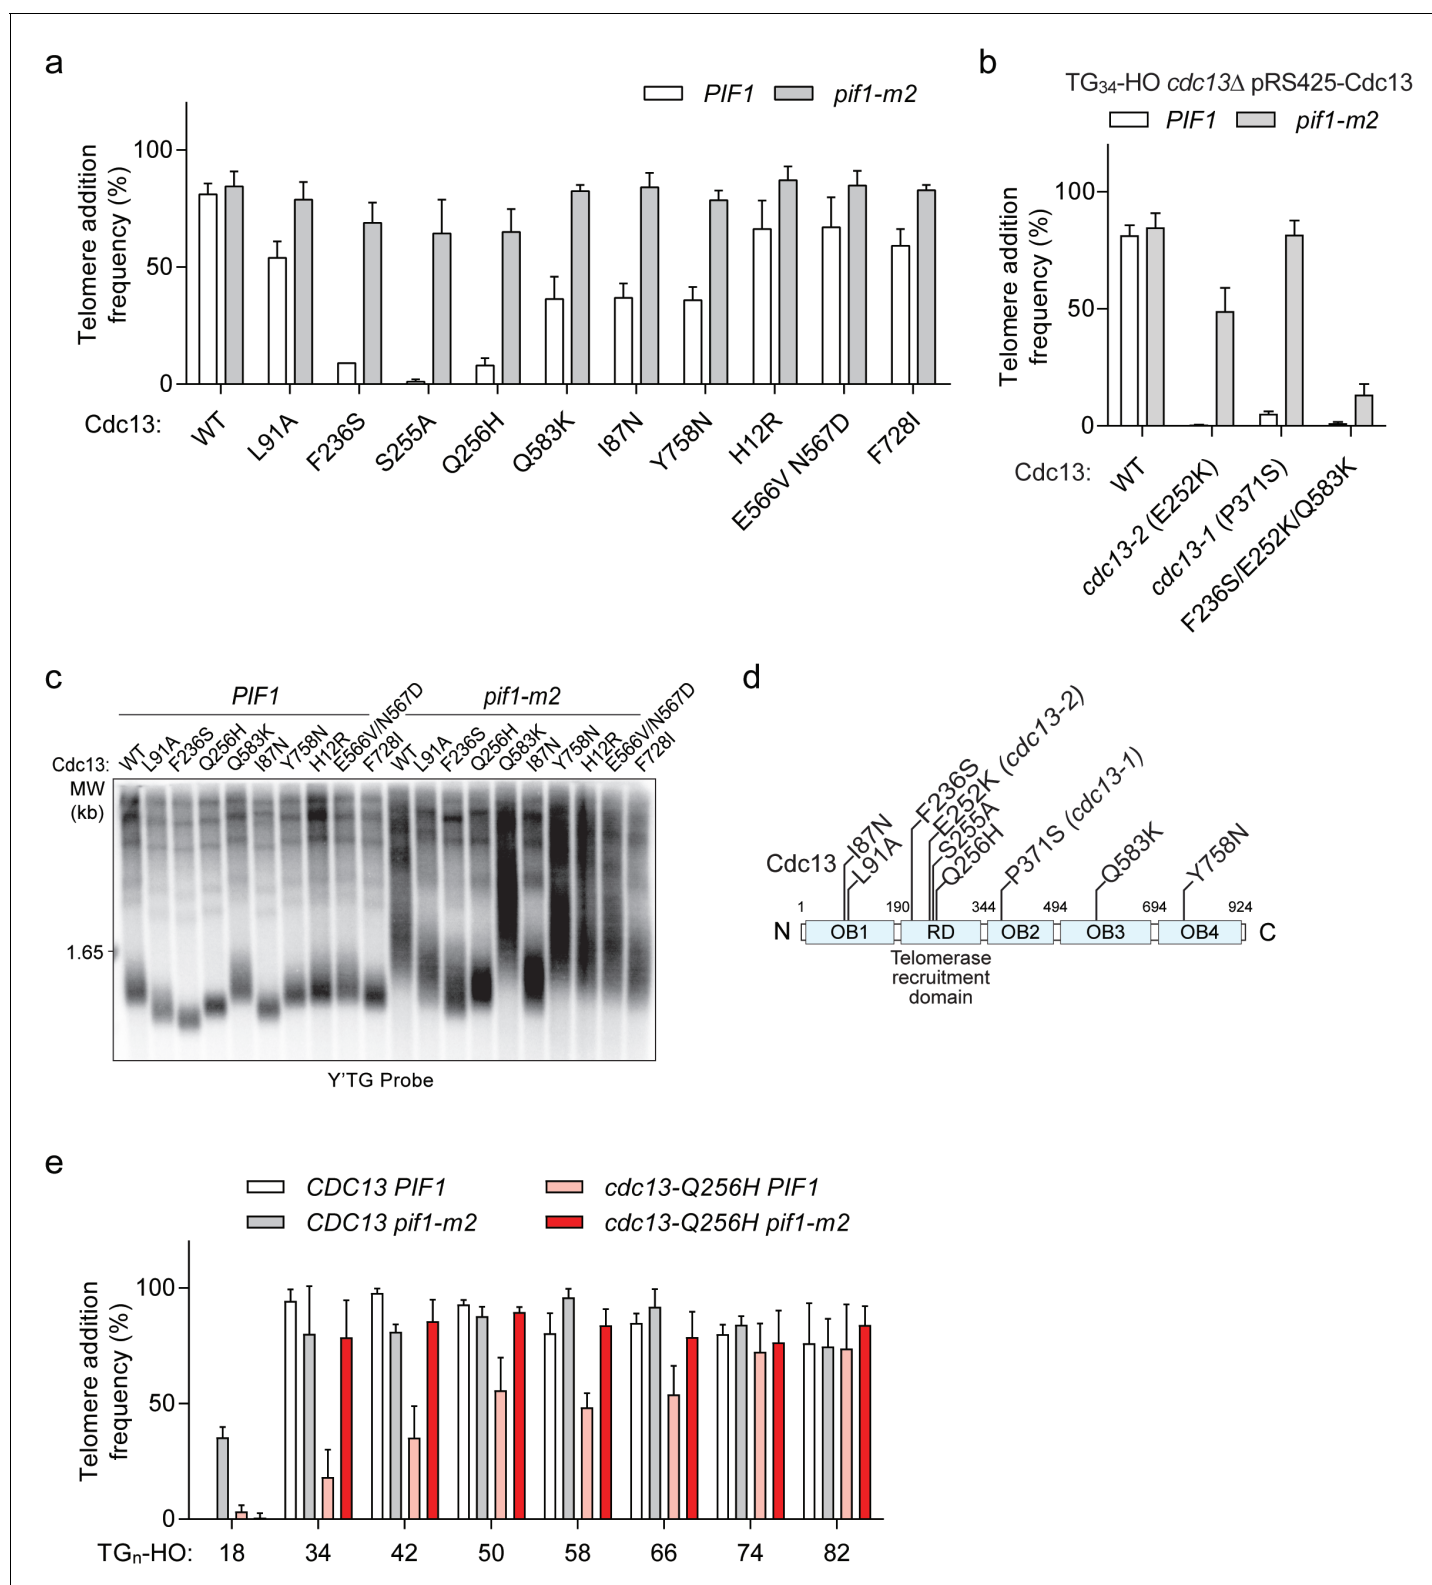 a
PIF1 pif1-m2
Telomere addition
frequency (%)
100
50
0
Cdc13:
WT L91A F236S S255A Q256H Q583K I87N Y758N H12R E566V N567D F728I
b
TG34-HO cdc13Δ pRS425-Cdc13
PIF1 pif1-m2
Telomere addition
frequency (%)
100
50
0
Cdc13:
WT cdc13-2 (E252K) cdc13-1 (P371S) F236S/E252K/Q583K
c
PIF1 pif1-m2
Cdc13: WT L91A F236S Q256H Q583K I87N Y758N H12R E566V/N567D F728I WT L91A F236S Q256H Q583K I87N Y758N H12R E566V/N567D F728I
MW
(kb)
1.65
Y'TG Probe
d
Cdc13
I87N L91A F236S E252K (cdc13-2) S255A Q256H P371S (cdc13-1) Q583K Y758N
1 190 344 494 694 924
N OB1 RD OB2 OB3 OB4 C
Telomerase
recruitment
domain
e
CDC13 PIF1 cdc13-Q256H PIF1
CDC13 pif1-m2 cdc13-Q256H pif1-m2
Telomere addition
frequency (%)
100
50
0
TGn-HO: 18 34 42 50 58 66 74 82